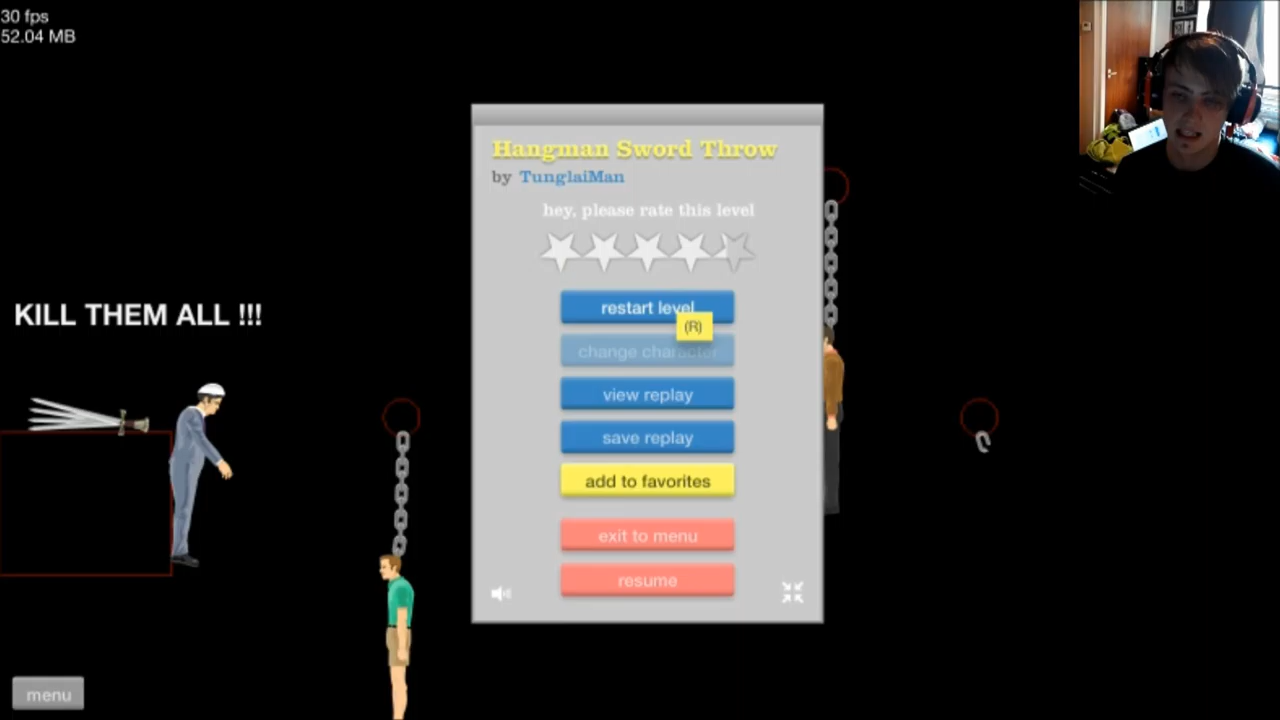 30 fps
52.04 MB
Hangman Sword Throw
by TunglaiMan
hey, please rate this level
restart level
(R)
change character
view replay
save replay
add to favorites
exit to menu
resume
KILL THEM ALL !!!
menu